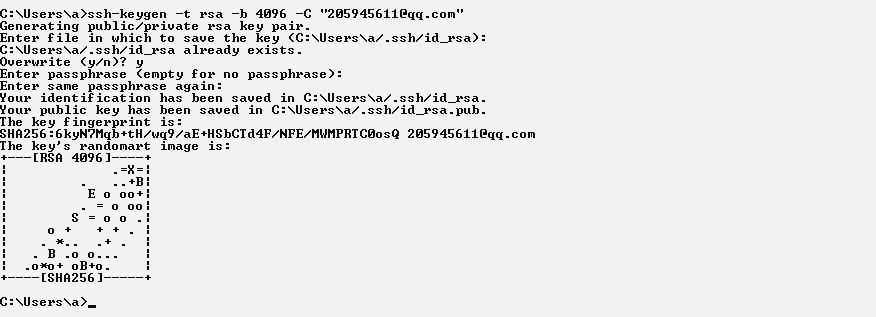 C:\Users\a>ssh-keygen -t rsa -b 4096 -C "205945611@qq.com"
Generating public/private rsa key pair.
Enter file in which to save the key (C:\Users\a/.ssh/id_rsa):
C:\Users\a/.ssh/id_rsa already exists.
Overwrite (y/n)? y
Enter passphrase (empty for no passphrase):
Enter same passphrase again:
Your identification has been saved in C:\Users\a/.ssh/id_rsa.
Your public key has been saved in C:\Users\a/.ssh/id_rsa.pub.
The key fingerprint is:
SHA256:6kyN7Mqb+tH/wq9/aE+HSbCTd4F/NFE/MWMPRTC0osQ 205945611@qq.com
The key's randomart image is:
+---[RSA 4096]----+
|             .=X=|
|         .   ..+B|
|          E o oo+|
|         . = o oo|
|        S = o o .|
|     o +   + + . |
|    . *..  .+ .  |
|   . B .o o...   |
|  .o*o+ oB+o.    |
+----[SHA256]-----+
C:\Users\a>_